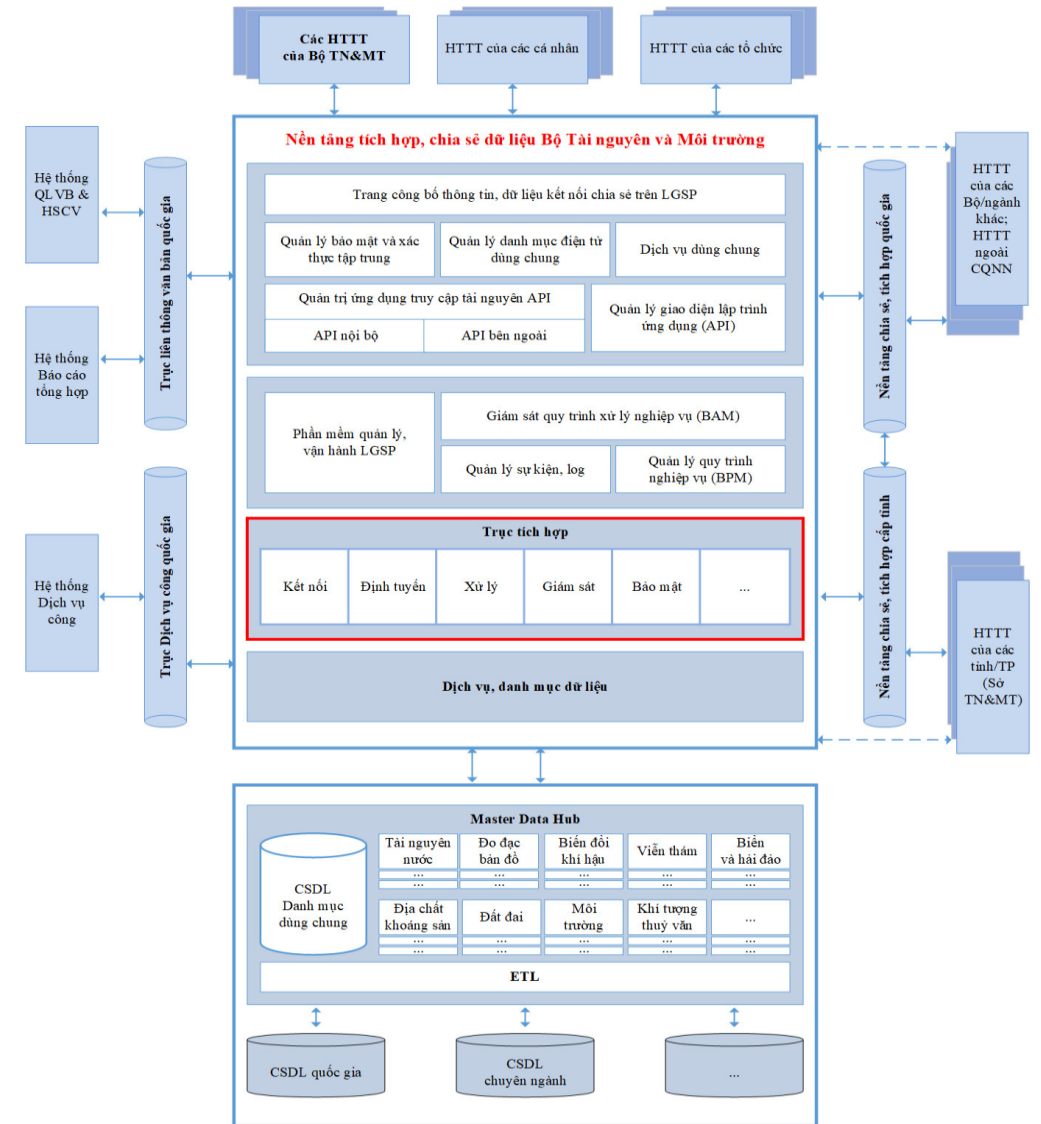 Các HTTT
của Bộ TN&MT
HTTT của các cá nhân
HTTT của các tổ chức
Nền tảng tích hợp, chia sẻ dữ liệu Bộ Tài nguyên và Môi trường
Hệ thống
QLVB &
HSCV
Hệ thống
Báo cáo
tổng hợp
Trục liên thông văn bản quốc gia
Hệ thống
Dịch vụ
công
Trục Dịch vụ công quốc gia
Trang công bố thông tin, dữ liệu kết nối chia sẻ trên LGSP
Quản lý bảo mật và xác
thực tập trung
Quản lý danh mục điện tử
dùng chung
Dịch vụ dùng chung
Quản trị ứng dụng truy cập tài nguyên API
API nội bộ
API bên ngoài
Quản lý giao diện lập trình
ứng dụng (API)
Phần mềm quản lý,
vận hành LGSP
Giám sát quy trình xử lý nghiệp vụ (BAM)
Quản lý sự kiện, log
Quản lý quy trình
nghiệp vụ (BPM)
Trục tích hợp
Kết nối
Định tuyến
Xử lý
Giám sát
Bảo mật
...
Dịch vụ, danh mục dữ liệu
Nền tảng chia sẻ, tích hợp quốc gia
HTTT
của các
Bộ/ngành
khác;
HTTT
ngoài
CQNN
Nền tảng chia sẻ, tích hợp cấp tỉnh
HTTT
của các
tỉnh/TP
(Sở
TN&MT)
Master Data Hub
CSDL
Danh mục
dùng chung
Tài nguyên
nước
...
...
Đo đạc
bản đồ
...
...
Biến đổi
khí hậu
...
...
Viễn thám
...
...
Biển
và hải đảo
...
...
Địa chất
khoáng sản
...
...
Đất đai
...
...
Môi
trường
...
...
Khí tượng
thuỷ văn
...
...
...
...
...
ETL
CSDL quốc gia
CSDL
chuyên ngành
...